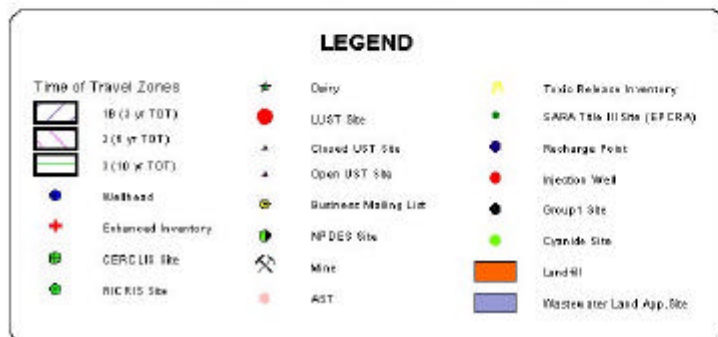 LEGEND
Time of Travel Zones
1B (3 yr TOT)
2 (6 yr TOT)
3 (10 yr TOT)
Wellhead
Enhanced Inventory
CERCLIS Site
RICRIS Site
Dairy
LUST Site
Closed UST Site
Open UST Site
Business Mailing List
NPDES Site
Mine
AST
Toxic Release Inventory
SARA Title III Site (EPCRA)
Recharge Point
Injection Well
Group1 Site
Cyanide Site
Landfill
Wastewater Land App. Site